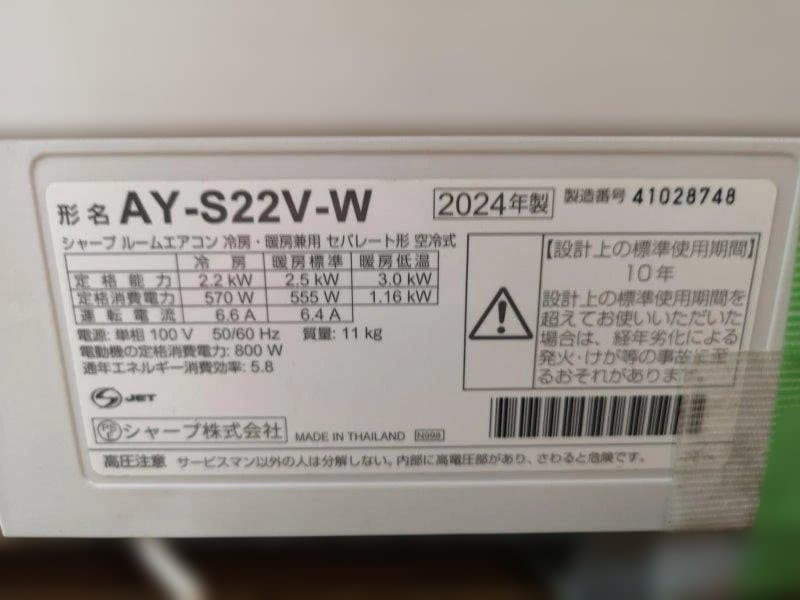 形名 AY-S22V-W 2024年製 製造番号 41028748
シャープ ルームエアコン 冷房・暖房兼用 セパレート形 空冷式
冷房 暖房標準 暖房低温
定格能力 2.2 kW 2.5 kW 3.0 kW
定格消費電力 570 W 555 W 1.16 kW
運転電流 6.6 A 6.4 A
電源: 単相 100 V 50/60 Hz 質量: 11 kg
電動機の定格消費電力: 800 W
通年エネルギー消費効率: 5.8
【設計上の標準使用期間】
10年
設計上の標準使用期間を
超えてお使いいただいた
場合は、経年劣化による
発火・けが等の事故に至
るおそれがあります。
JET
PSE シャープ株式会社 MADE IN THAILAND N998
高圧注意 サービスマン以外の人は分解しない。内部に高電圧部があり、さわると危険です。